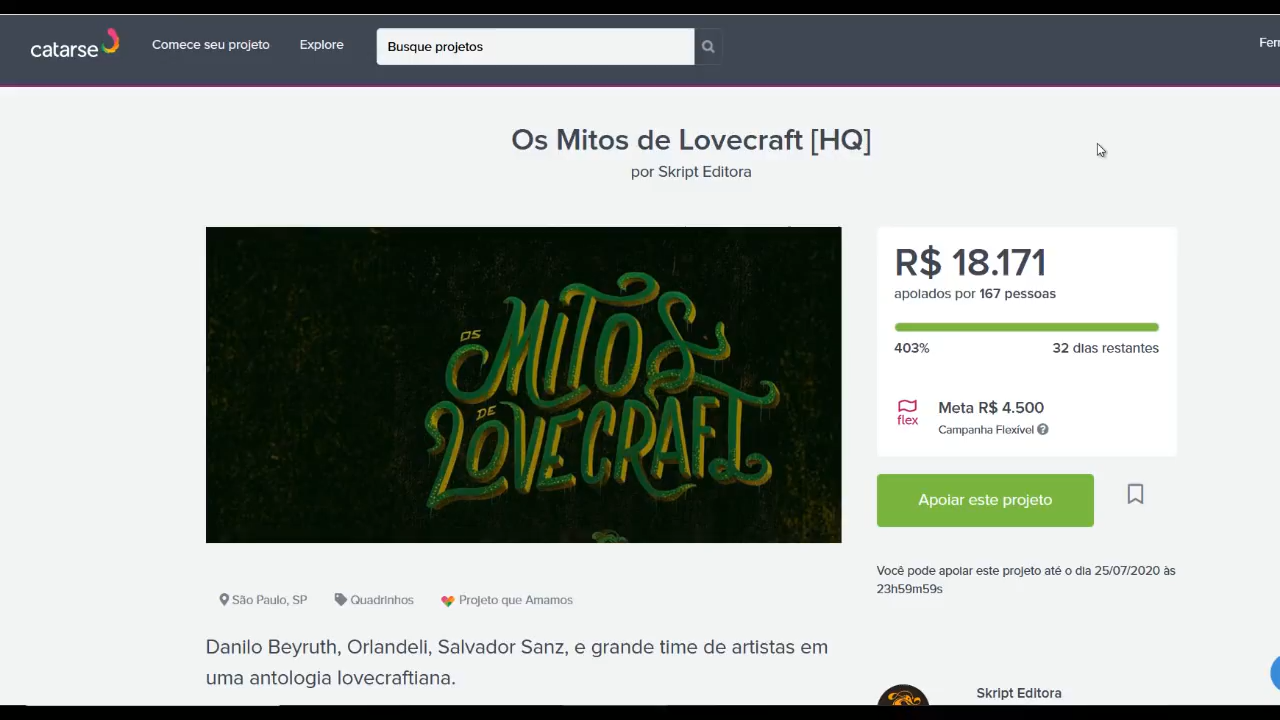 catarse
Comece seu projeto
Explore
Busque projetos
Fern
Os Mitos de Lovecraft [HQ]
por Skript Editora
OS
MITOS
DE
LOVECRAFT
R$ 18.171
apoiados por 167 pessoas
403%
32 dias restantes
flex
Meta R$ 4.500
Campanha Flexível ?
Apoiar este projeto
Você pode apoiar este projeto até o dia 25/07/2020 às
23h59m59s
São Paulo, SP
Quadrinhos
Projeto que Amamos
Danilo Beyruth, Orlandeli, Salvador Sanz, e grande time de artistas em
uma antologia lovecraftiana.
Skript Editora